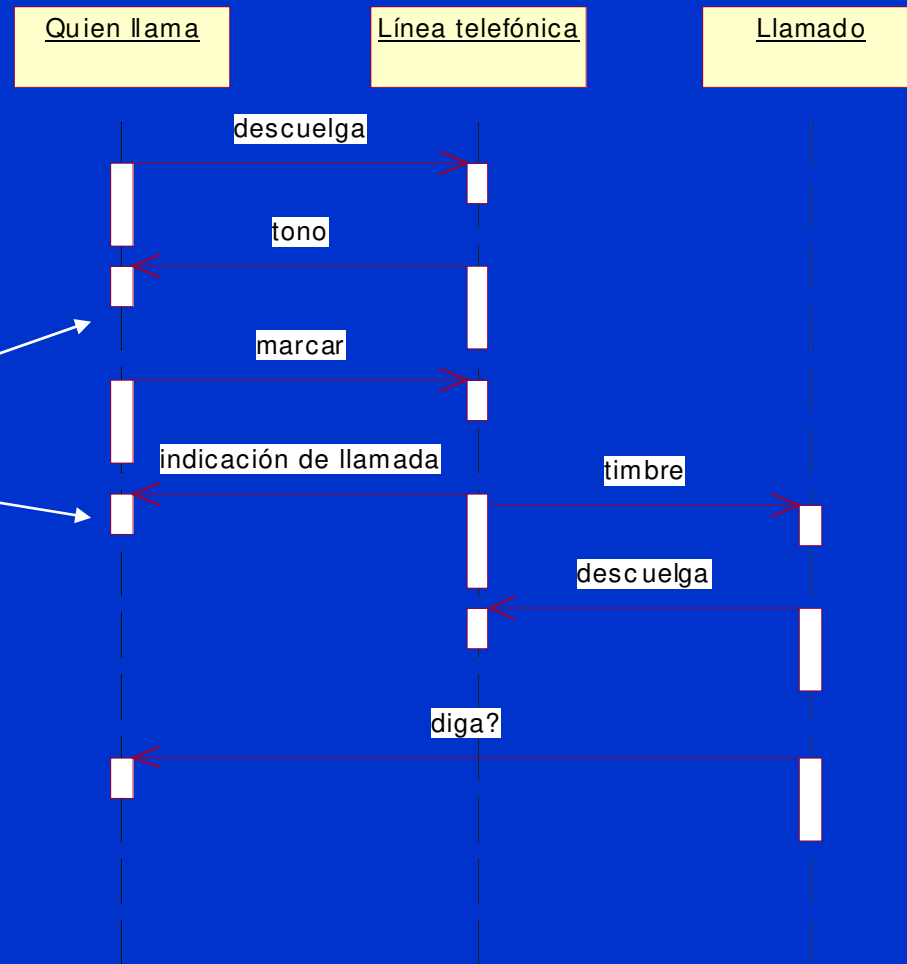 Quien llama
Línea telefónica
Llamado
descuelga
tono
marcar
indicación de llamada
timbre
descuelga
diga?